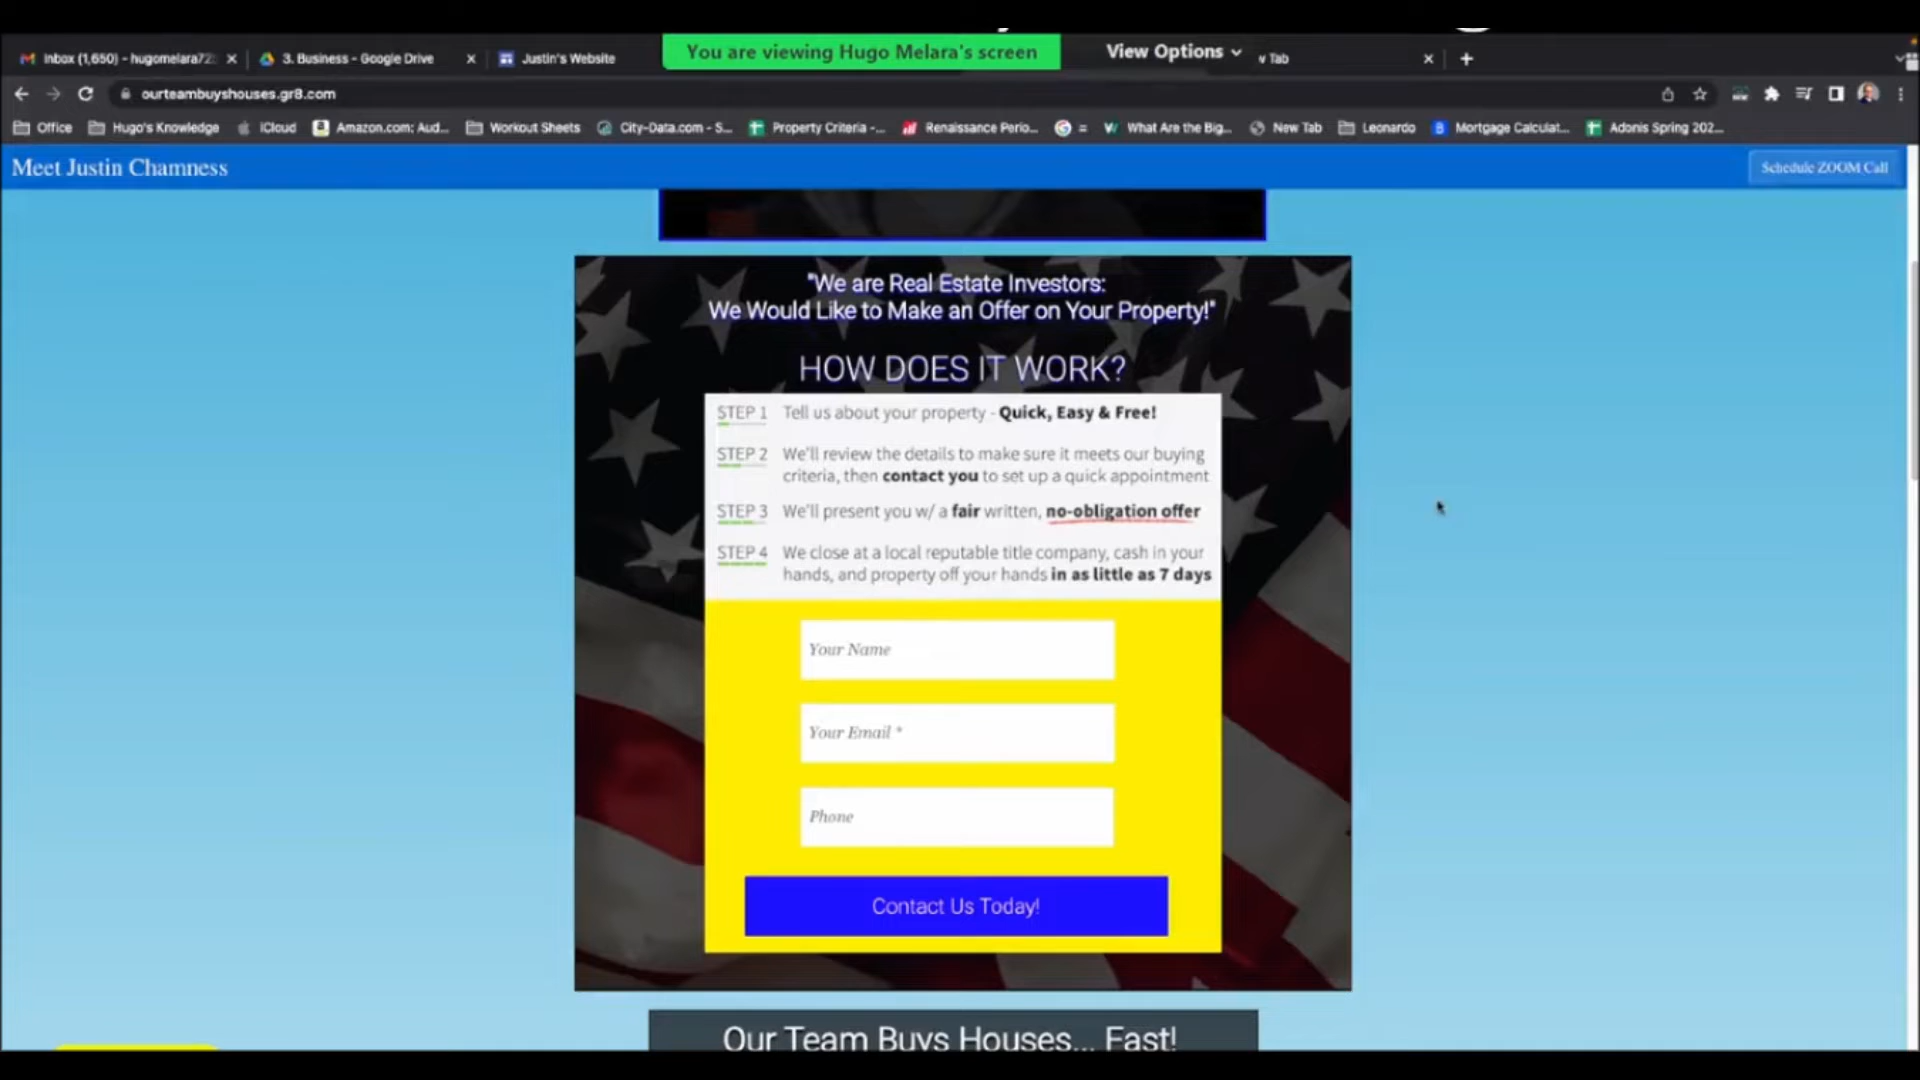 You are viewing Hugo Melara's screen
View Options
Inbox (1,650) - hugomelara72
3. Business - Google Drive
Justin's Website
Tab
ourteambuyshouses.gr8.com
Office
Hugo's Knowledge
iCloud
Amazon.com: Aud...
Workout Sheets
City-Data.com - S...
Property Criteria -...
Renaissance Perio...
=
What Are the Big...
New Tab
Leonardo
Mortgage Calculat...
Adonis Spring 202...
Meet Justin Chamness
Schedule ZOOM Call
"We are Real Estate Investors:
We Would Like to Make an Offer on Your Property!"
HOW DOES IT WORK?
STEP 1 Tell us about your property - Quick, Easy & Free!
STEP 2 We'll review the details to make sure it meets our buying
criteria, then contact you to set up a quick appointment
STEP 3 We'll present you w/ a fair written, no-obligation offer
STEP 4 We close at a local reputable title company, cash in your
hands, and property off your hands in as little as 7 days
Your Name
Your Email *
Phone
Contact Us Today!
Our Team Buys Houses... Fast!